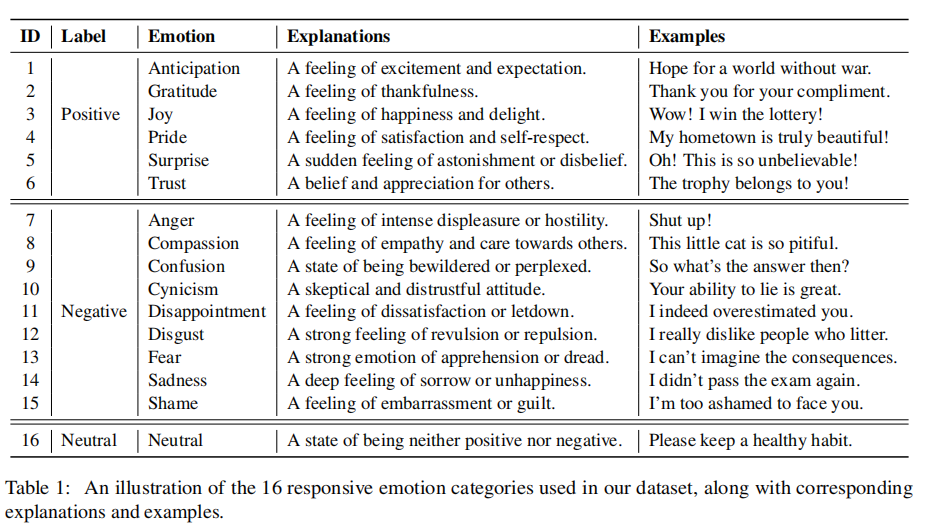 ID Label Emotion Explanations Examples
1 Anticipation A feeling of excitement and expectation. Hope for a world without war.
2 Gratitude A feeling of thankfulness. Thank you for your compliment.
3 Positive Joy A feeling of happiness and delight. Wow! I win the lottery!
4 Pride A feeling of satisfaction and self-respect. My hometown is truly beautiful!
5 Surprise A sudden feeling of astonishment or disbelief. Oh! This is so unbelievable!
6 Trust A belief and appreciation for others. The trophy belongs to you!
7 Anger A feeling of intense displeasure or hostility. Shut up!
8 Compassion A feeling of empathy and care towards others. This little cat is so pitiful.
9 Confusion A state of being bewildered or perplexed. So what's the answer then?
10 Cynicism A skeptical and distrustful attitude. Your ability to lie is great.
11 Negative Disappointment A feeling of dissatisfaction or letdown. I indeed overestimated you.
12 Disgust A strong feeling of revulsion or repulsion. I really dislike people who litter.
13 Fear A strong emotion of apprehension or dread. I can't imagine the consequences.
14 Sadness A deep feeling of sorrow or unhappiness. I didn't pass the exam again.
15 Shame A feeling of embarrassment or guilt. I'm too ashamed to face you.
16 Neutral Neutral A state of being neither positive nor negative. Please keep a healthy habit.
Table 1: An illustration of the 16 responsive emotion categories used in our dataset, along with corresponding
explanations and examples.